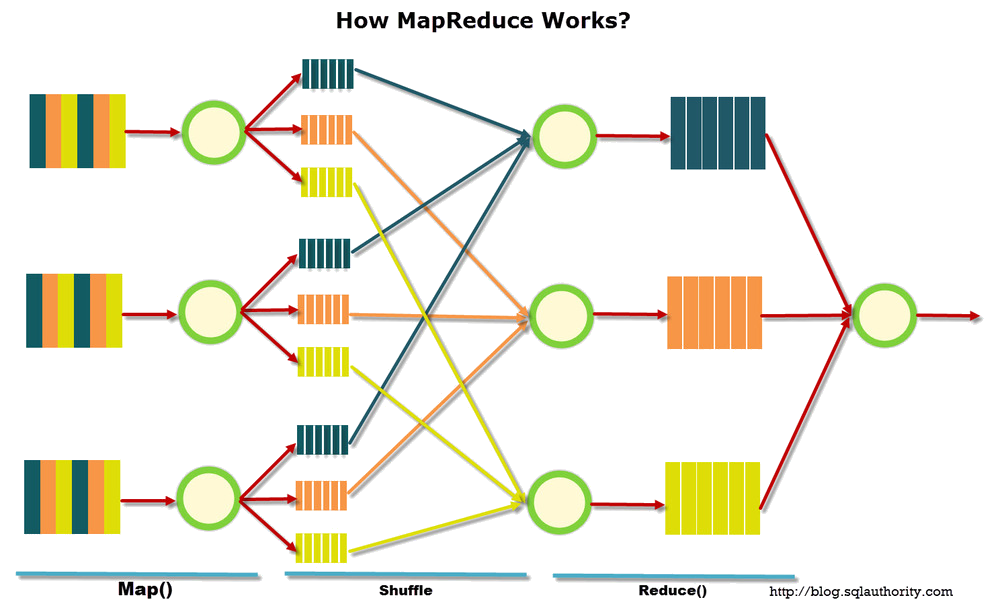 How MapReduce Works?
Map()
Shuffle
Reduce()
http://blog.sqlauthority.com